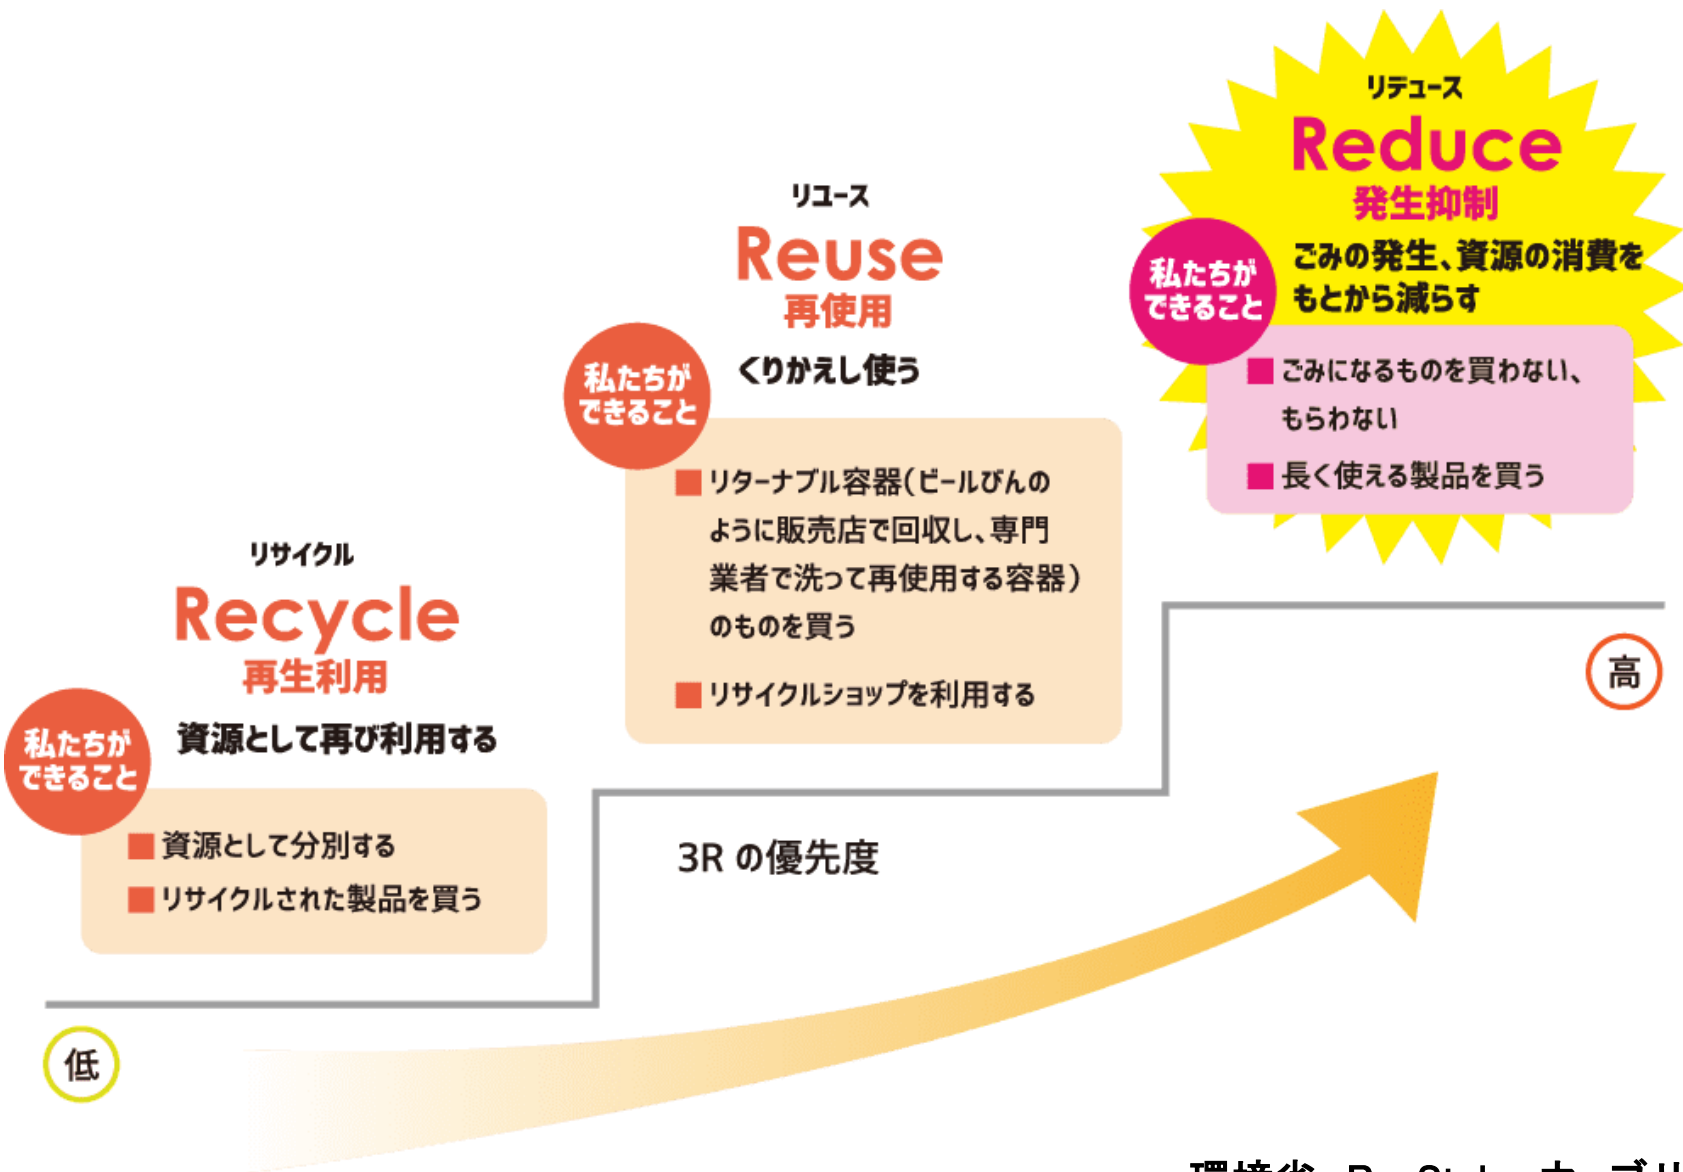 リデュース
Reduce
発生抑制
私たちが
できること
ごみの発生、資源の消費を
もとから減らす
■ ごみになるものを買わない、
もらわない
■ 長く使える製品を買う
リユース
Reuse
再使用
私たちが
できること
くりかえし使う
■ リターナブル容器(ビールびんの
ように販売店で回収し、専門
業者で洗って再使用する容器)
のものを買う
■ リサイクルショップを利用する
リサイクル
Recycle
再生利用
私たちが
できること
資源として再び利用する
■ 資源として分別する
■ リサイクルされた製品を買う
3R の優先度
高
低